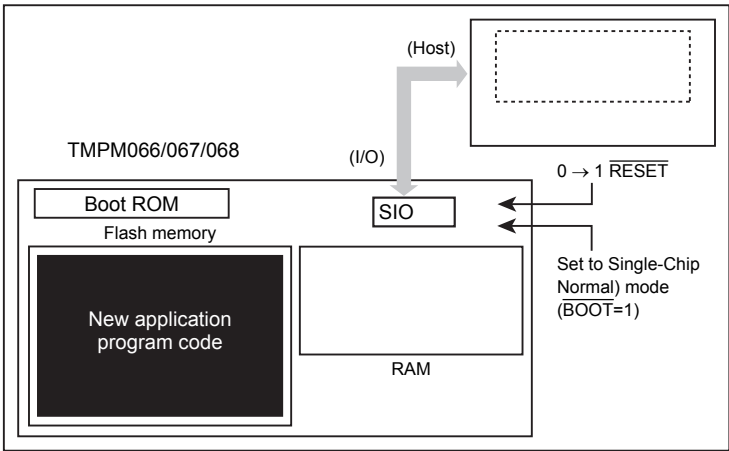 (Host)
TMPM066/067/068
(I/O)
0 → 1 RESET
Boot ROM
SIO
Flash memory
Set to Single-Chip
Normal) mode
(BOOT=1)
New application
program code
RAM